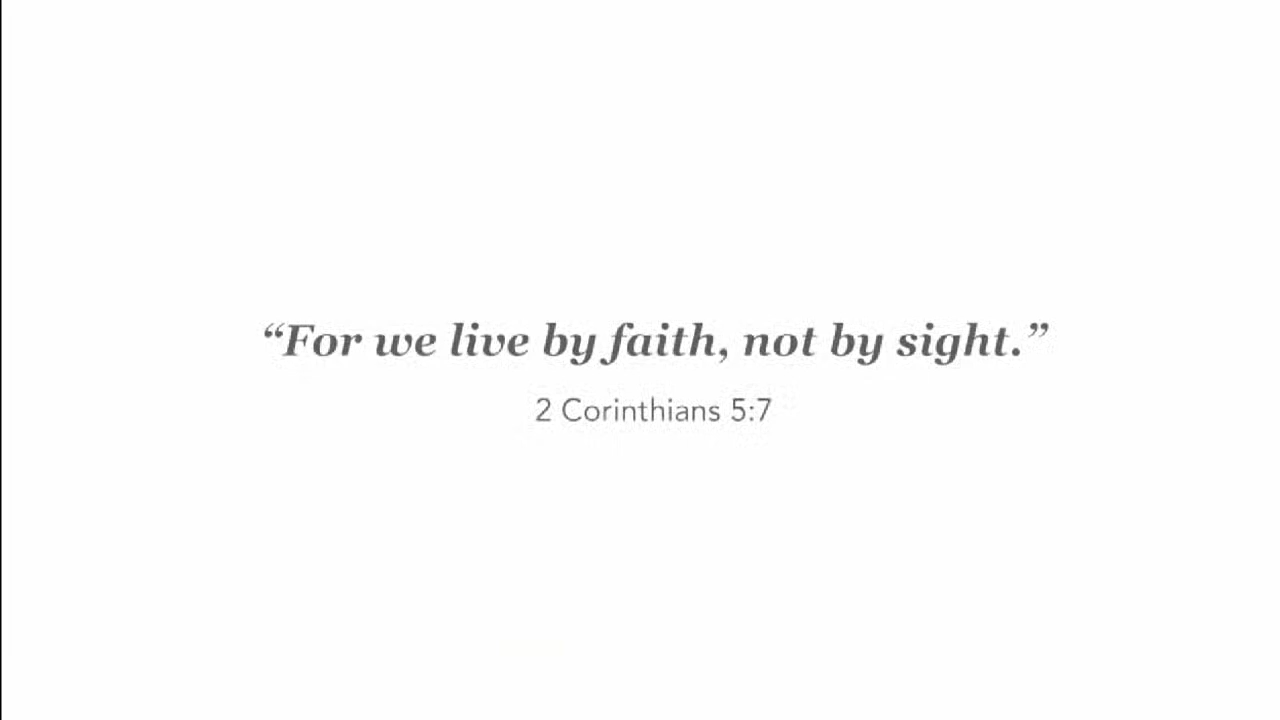 “For we live by faith, not by sight.”
2 Corinthians 5:7